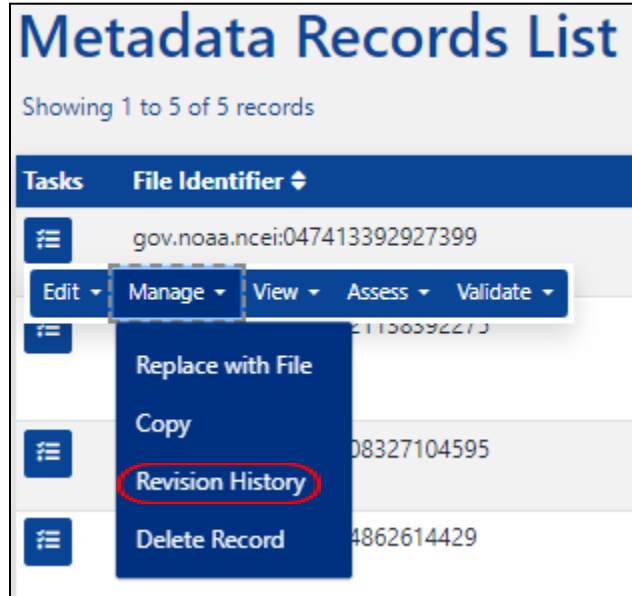 Metadata Records List
Showing 1 to 5 of 5 records
Tasks File Identifier
gov.noaa.ncei:047413392927399
Edit Manage View Assess Validate
Replace with File
Copy
08327104595
Revision History
Delete Record
4862614429